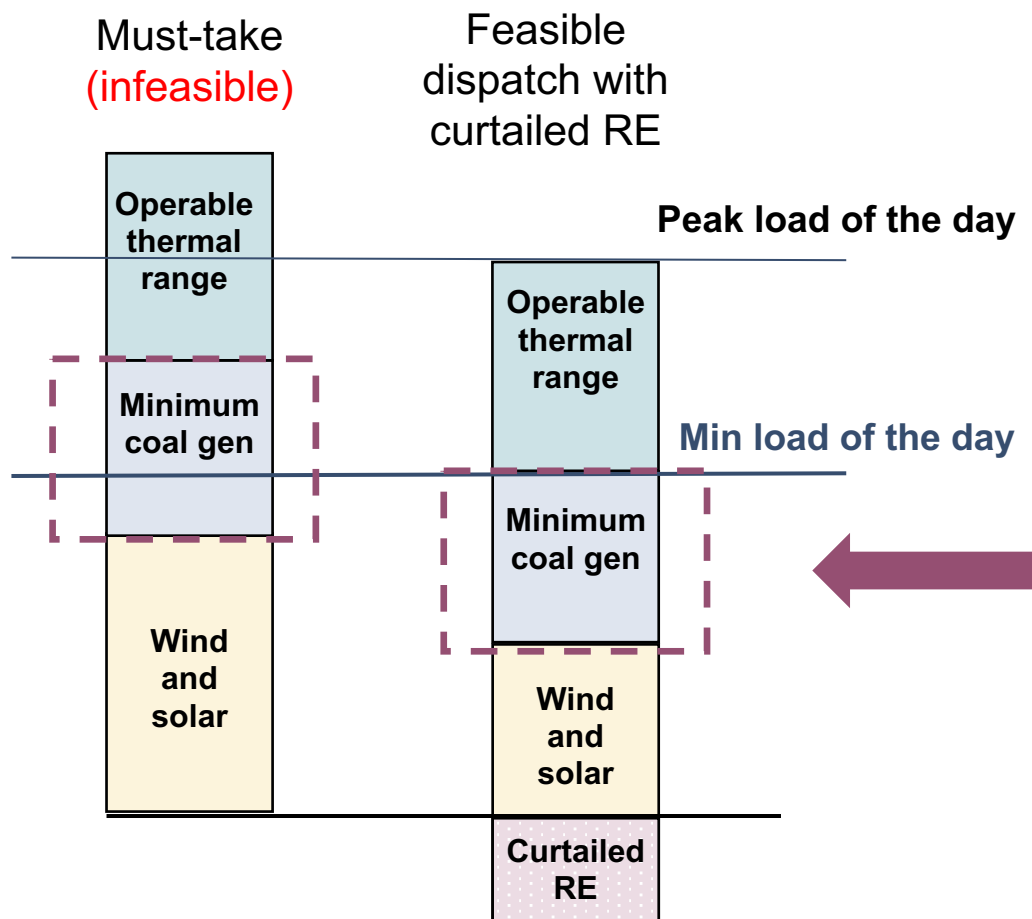 Must-take
(infeasible)
Feasible
dispatch with
curtailed RE
Operable
thermal
range
Minimum
coal gen
Wind
and
solar
Operable
thermal
range
Minimum
coal gen
Wind
and
solar
Curtailed
RE
Peak load of the day
Min load of the day